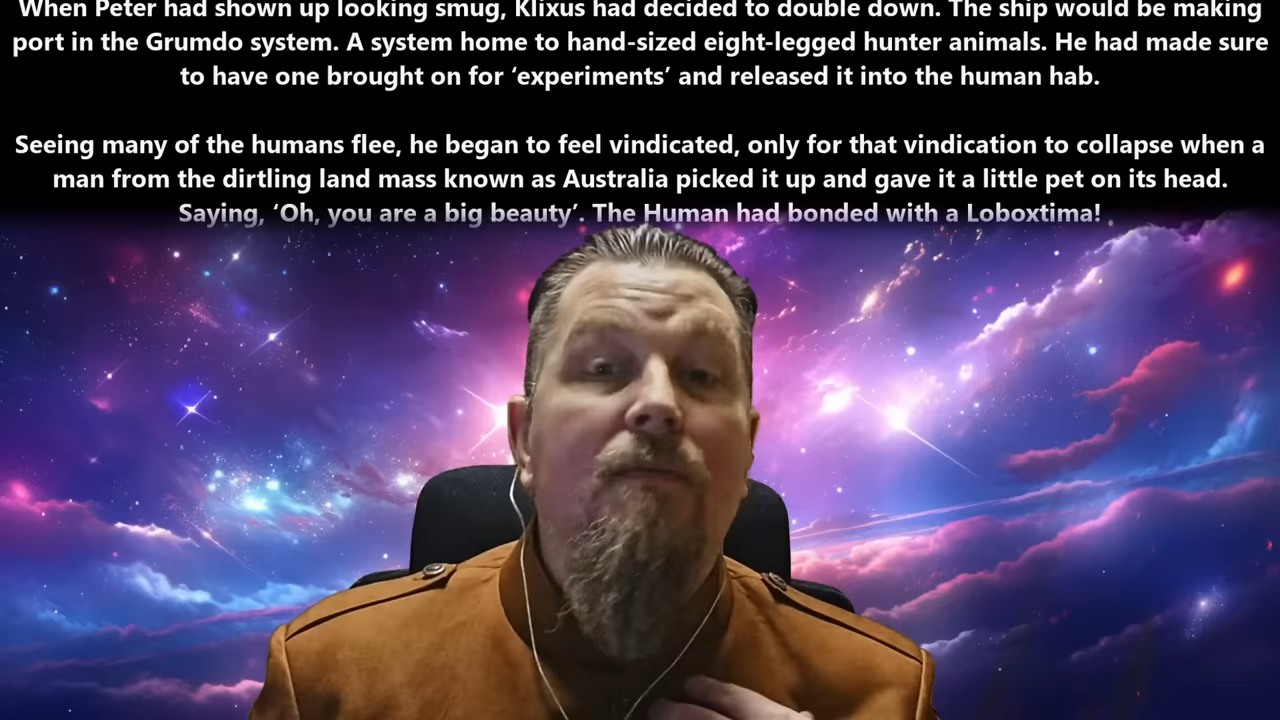 When Peter had shown up looking smug, Klixus had decided to double down. The ship would be making
port in the Grumdo system. A system home to hand-sized eight-legged hunter animals. He had made sure
to have one brought on for ‘experiments’ and released it into the human hab.
Seeing many of the humans flee, he began to feel vindicated, only for that vindication to collapse when a
man from the dirtling land mass known as Australia picked it up and gave it a little pet on its head.
Saying, ‘Oh, you are a big beauty’. The Human had bonded with a Loboxtima!